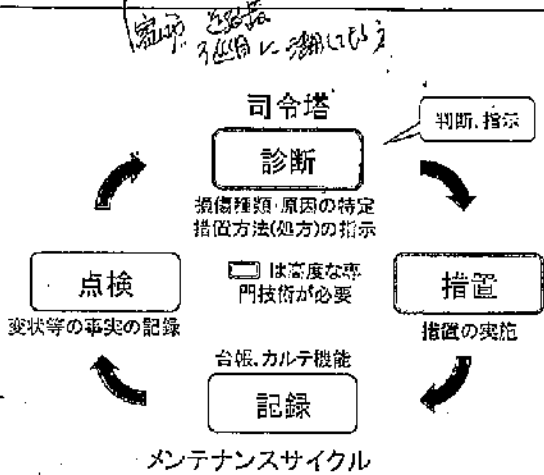 司令塔
判断、指示
診断
損傷種類・原因の特定
措置方法(処方)の指示
点検
変状等の事実の記録
は高度な専
門技術が必要
措置
措置の実施
台帳、カルテ機能
記録
メンテナンスサイクル